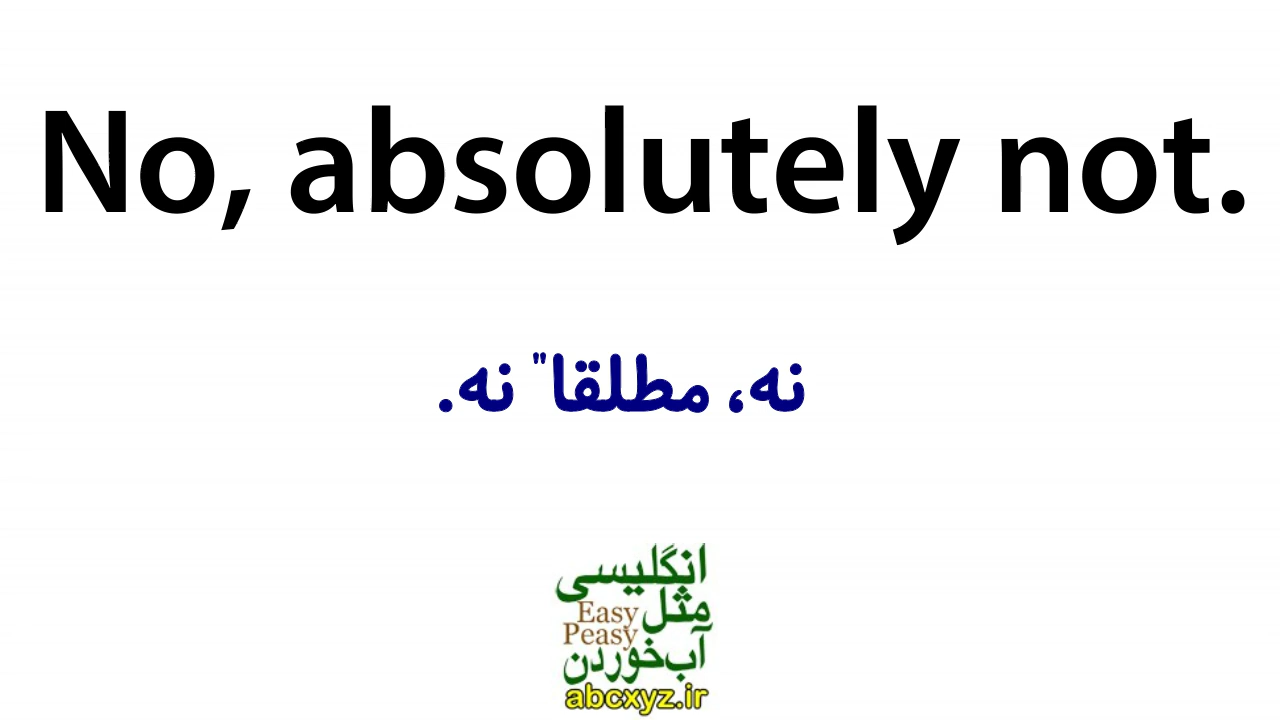 No, absolutely not.
نه، مطلقا" نه.
انگلیسی
مثل Easy
Peasy
آب‌خوردن
abcxyz.ir